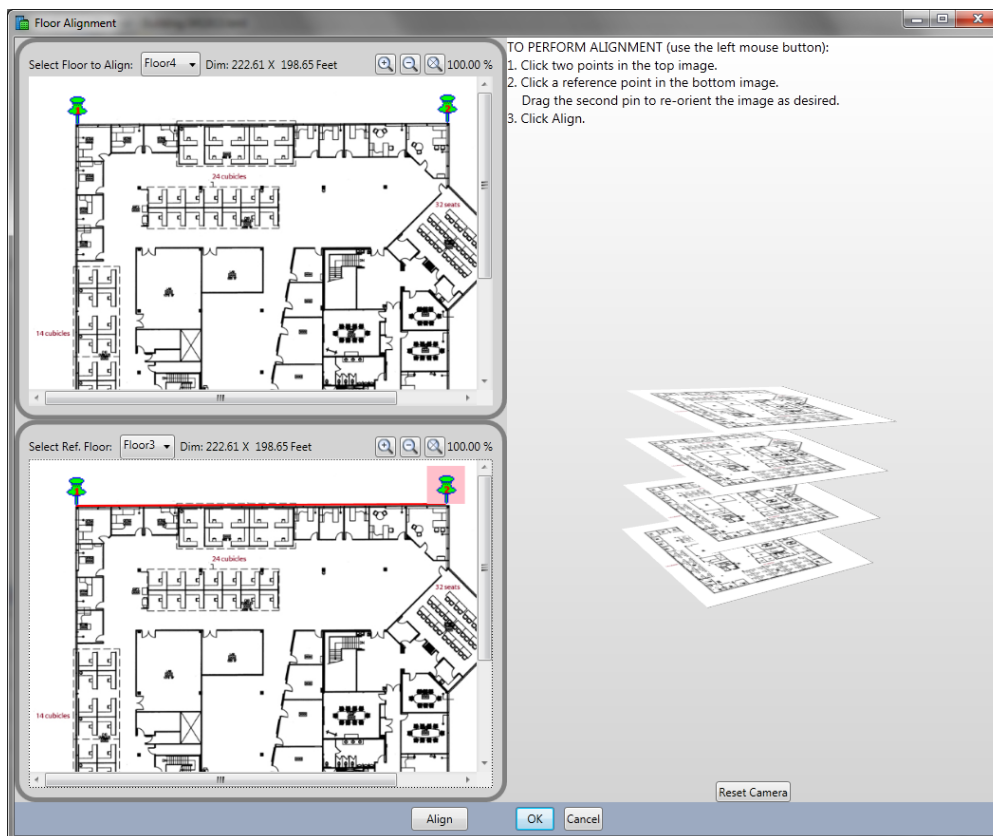 Floor Alignment
Select Floor to Align: Floor4 Dim: 222.61 X 198.65 Feet 100.00 %
1 2
24 cubicles
32 seats
14 cubicles
Select Ref. Floor: Floor3 Dim: 222.61 X 198.65 Feet 100.00 %
1 2
24 cubicles
32 seats
14 cubicles
TO PERFORM ALIGNMENT (use the left mouse button):
1. Click two points in the top image.
2. Click a reference point in the bottom image.
Drag the second pin to re-orient the image as desired.
3. Click Align.
Reset Camera
Align OK Cancel